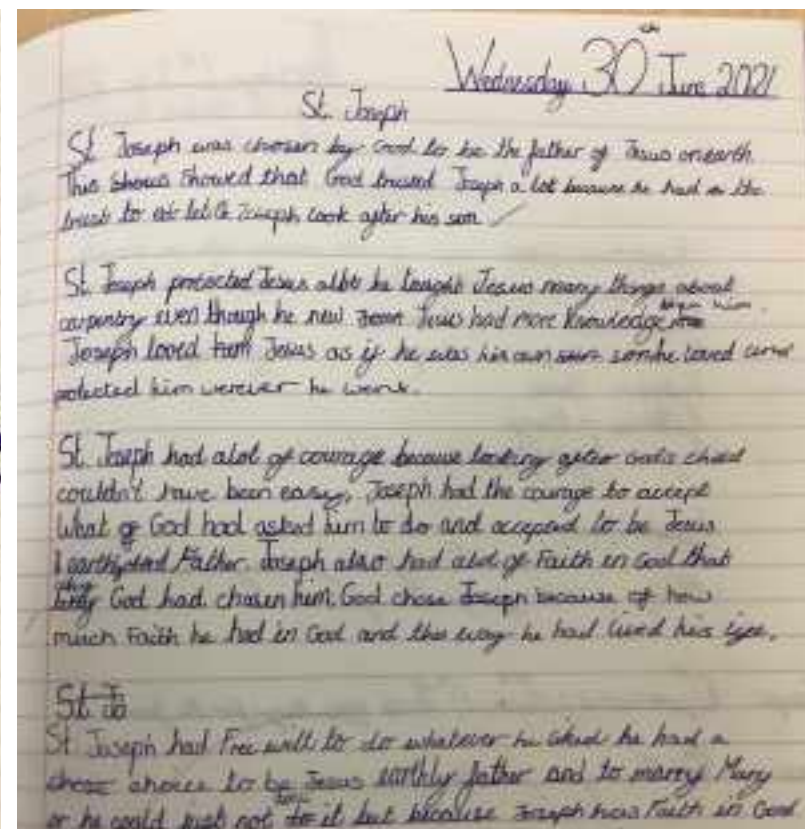 Wednesday 30th June 2021
St Joseph
St Joseph was chosen by God to be the father of Jesus on earth.
This shows showed that God trusted Joseph a lot because he had the
trust to let Joseph look after his son
St Joseph protected Jesus he taught Jesus many things about
carpentry even though he new Jesus had more Knowledge than him.
Joseph loved Jesus as if he was his own son he loved and
protected him werever he went.
St Joseph had alot of courage because looking after God's child
couldn't have been easy, Joseph had the courage to accept
what God had asked him to do and accepted to be Jesus
earthly Father. Joseph also had alot of Faith in God that
God had chosen him. God chose Joseph because of how
much Faith he had in God and the way he had lived his life.
St Jo
St Joseph had Free will to do whatever he liked he had a
choice to be Jesus earthly father and to marry Mary
or he could just not do it but because Joseph has Faith in God